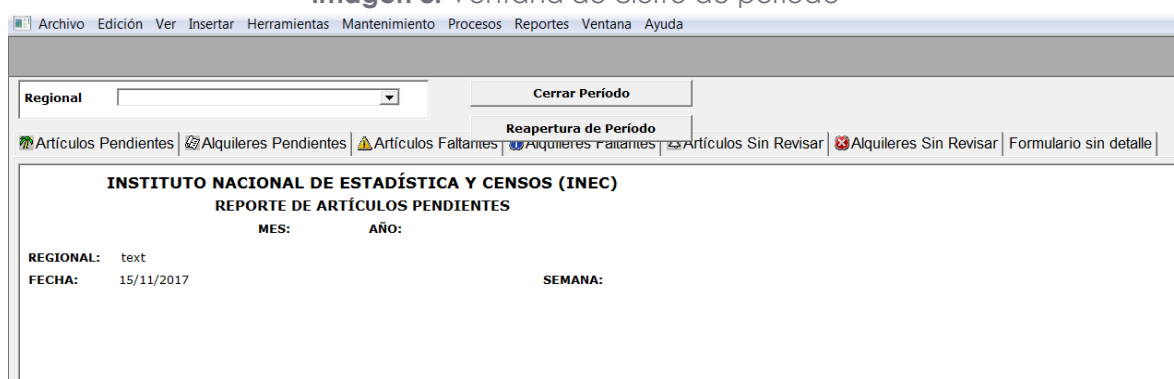 Imagen 8. Ventana de cierre de periodo
Archivo Edición Ver Insertar Herramientas Mantenimiento Procesos Reportes Ventana Ayuda
Regional
Cerrar Período
Reapertura de Período
Artículos Pendientes Alquileres Pendientes Artículos Faltantes Alquileres Faltantes Artículos Sin Revisar Alquileres Sin Revisar Formulario sin detalle
INSTITUTO NACIONAL DE ESTADÍSTICA Y CENSOS (INEC)
REPORTE DE ARTÍCULOS PENDIENTES
MES: AÑO:
REGIONAL: text
FECHA: 15/11/2017 SEMANA: